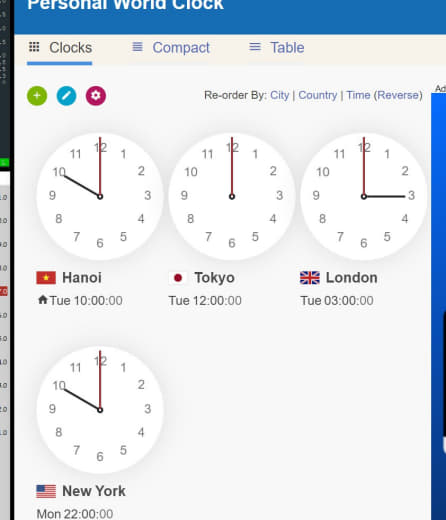 Personal World Clock
Clocks Compact Table
Re-order By: City | Country | Time (Reverse)
Ad
12 1 2 3 4 5 6 7 8 9 10 11
12 1 2 3 4 5 6 7 8 9 10 11
12 1 2 3 4 5 6 7 8 9 10 11
Hanoi Tokyo London
Tue 10:00:00 Tue 12:00:00 Tue 03:00:00
12 1 2 3 4 5 6 7 8 9 10 11
New York
Mon 22:00:00